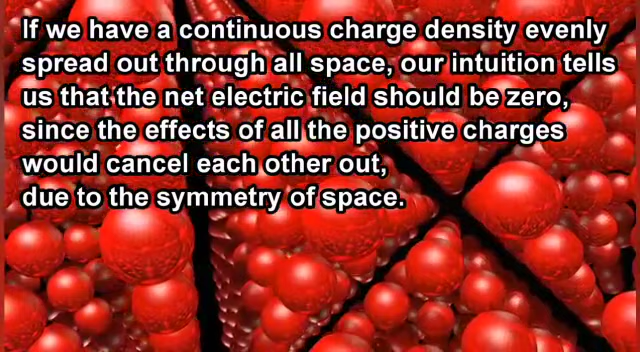 If we have a continuous charge density evenly
spread out through all space, our intuition tells
us that the net electric field should be zero,
since the effects of all the positive charges
would cancel each other out,
due to the symmetry of space.